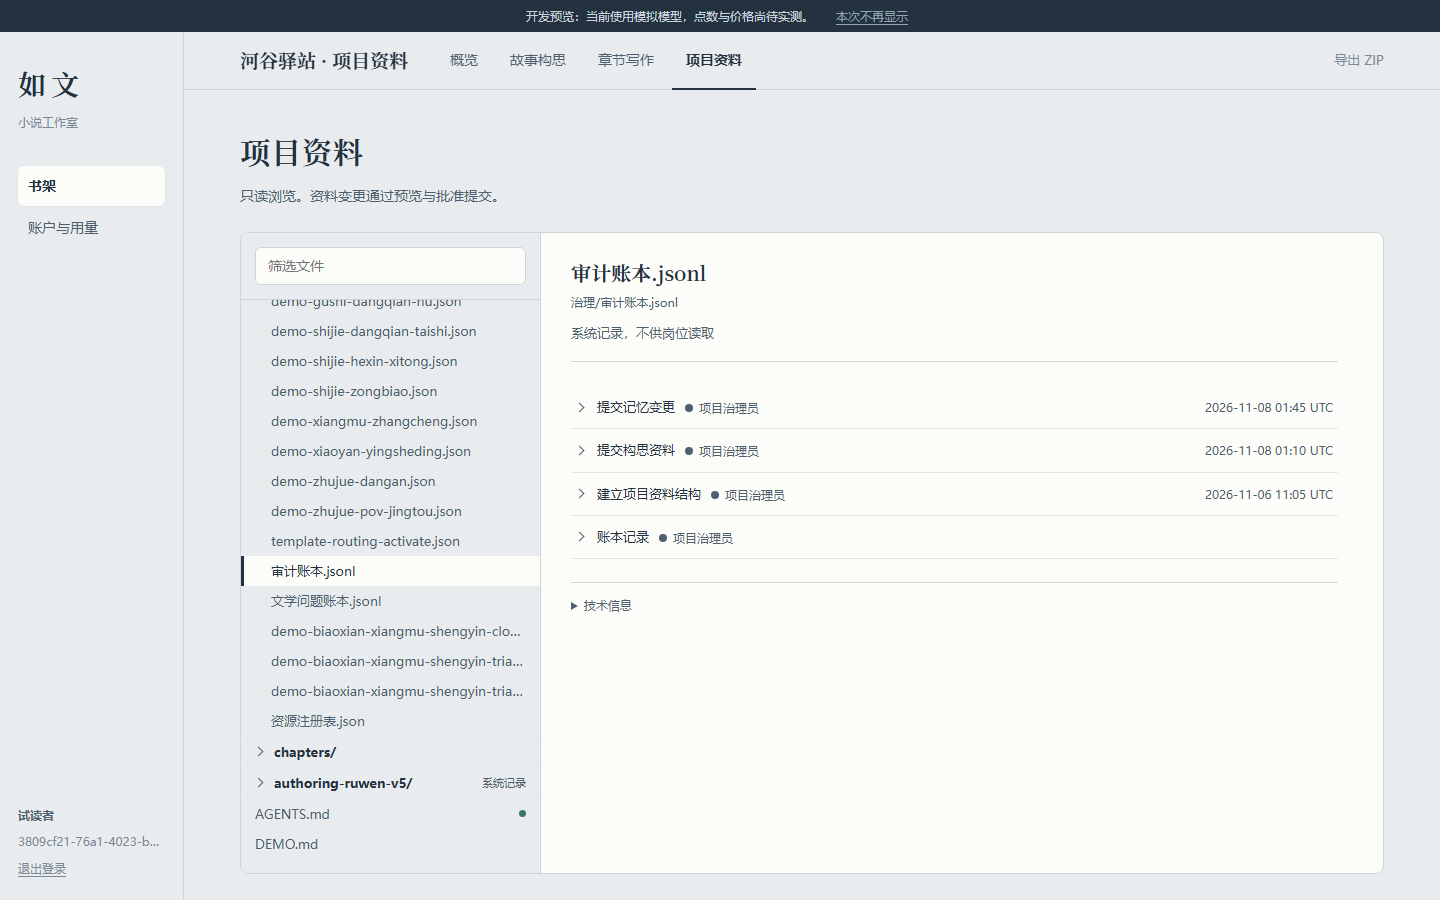 开发预览：当前使用模拟模型，点数与价格尚待实测。 本次不再显示
如文
小说工作室
书架
账户与用量
试读者
3809cf21-76a1-4023-b...
退出登录
河谷驿站 · 项目资料 概览 故事构思 章节写作 项目资料 导出 ZIP
项目资料
只读浏览。资料变更通过预览与批准提交。
筛选文件
demo-gushi-dangqian-nu.json
demo-shijie-dangqian-taishi.json
demo-shijie-hexin-xitong.json
demo-shijie-zongbiao.json
demo-xiangmu-zhangcheng.json
demo-xiaoyan-yingsheding.json
demo-zhujue-dangan.json
demo-zhujue-pov-jingtou.json
template-routing-activate.json
审计账本.jsonl
文学问题账本.jsonl
demo-biaoxian-xiangmu-shengyin-clo...
demo-biaoxian-xiangmu-shengyin-tria...
demo-biaoxian-xiangmu-shengyin-tria...
资源注册表.json
chapters/
authoring-ruwen-v5/ 系统记录
AGENTS.md
DEMO.md
审计账本.jsonl
治理/审计账本.jsonl
系统记录，不供岗位读取
提交记忆变更 项目治理员 2026-11-08 01:45 UTC
提交构思资料 项目治理员 2026-11-08 01:10 UTC
建立项目资料结构 项目治理员 2026-11-06 11:05 UTC
账本记录 项目治理员
技术信息